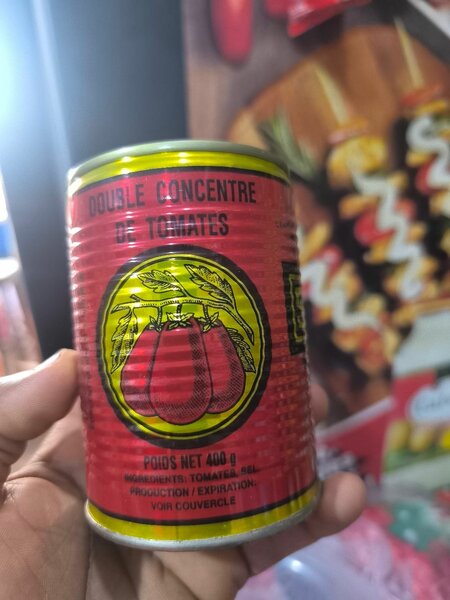 DOUBLE CONCENTRE
DE TOMATES
POIDS NET 400 g
INGREDIENTS: TOMATES, SEL.
PRODUCTION / EXPIRATION:
VOIR COUVERCLE